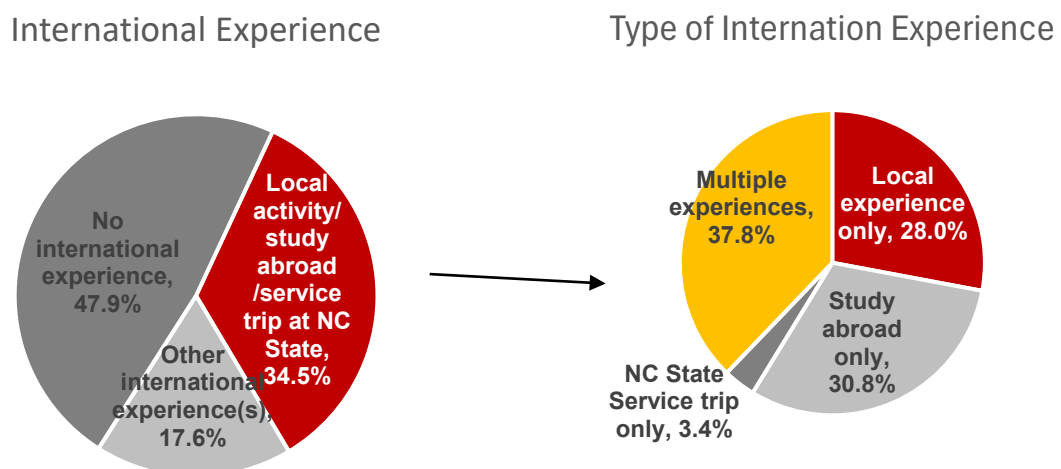 International Experience
Type of Internation Experience
No
international
experience,
47.9%
Local
activity/
study
abroad
/service
trip at NC
State,
34.5%
Other
international
experience(s),
17.6%
Multiple
experiences,
37.8%
Local
experience
only, 28.0%
Study
abroad
only,
30.8%
NC State
Service trip
only, 3.4%